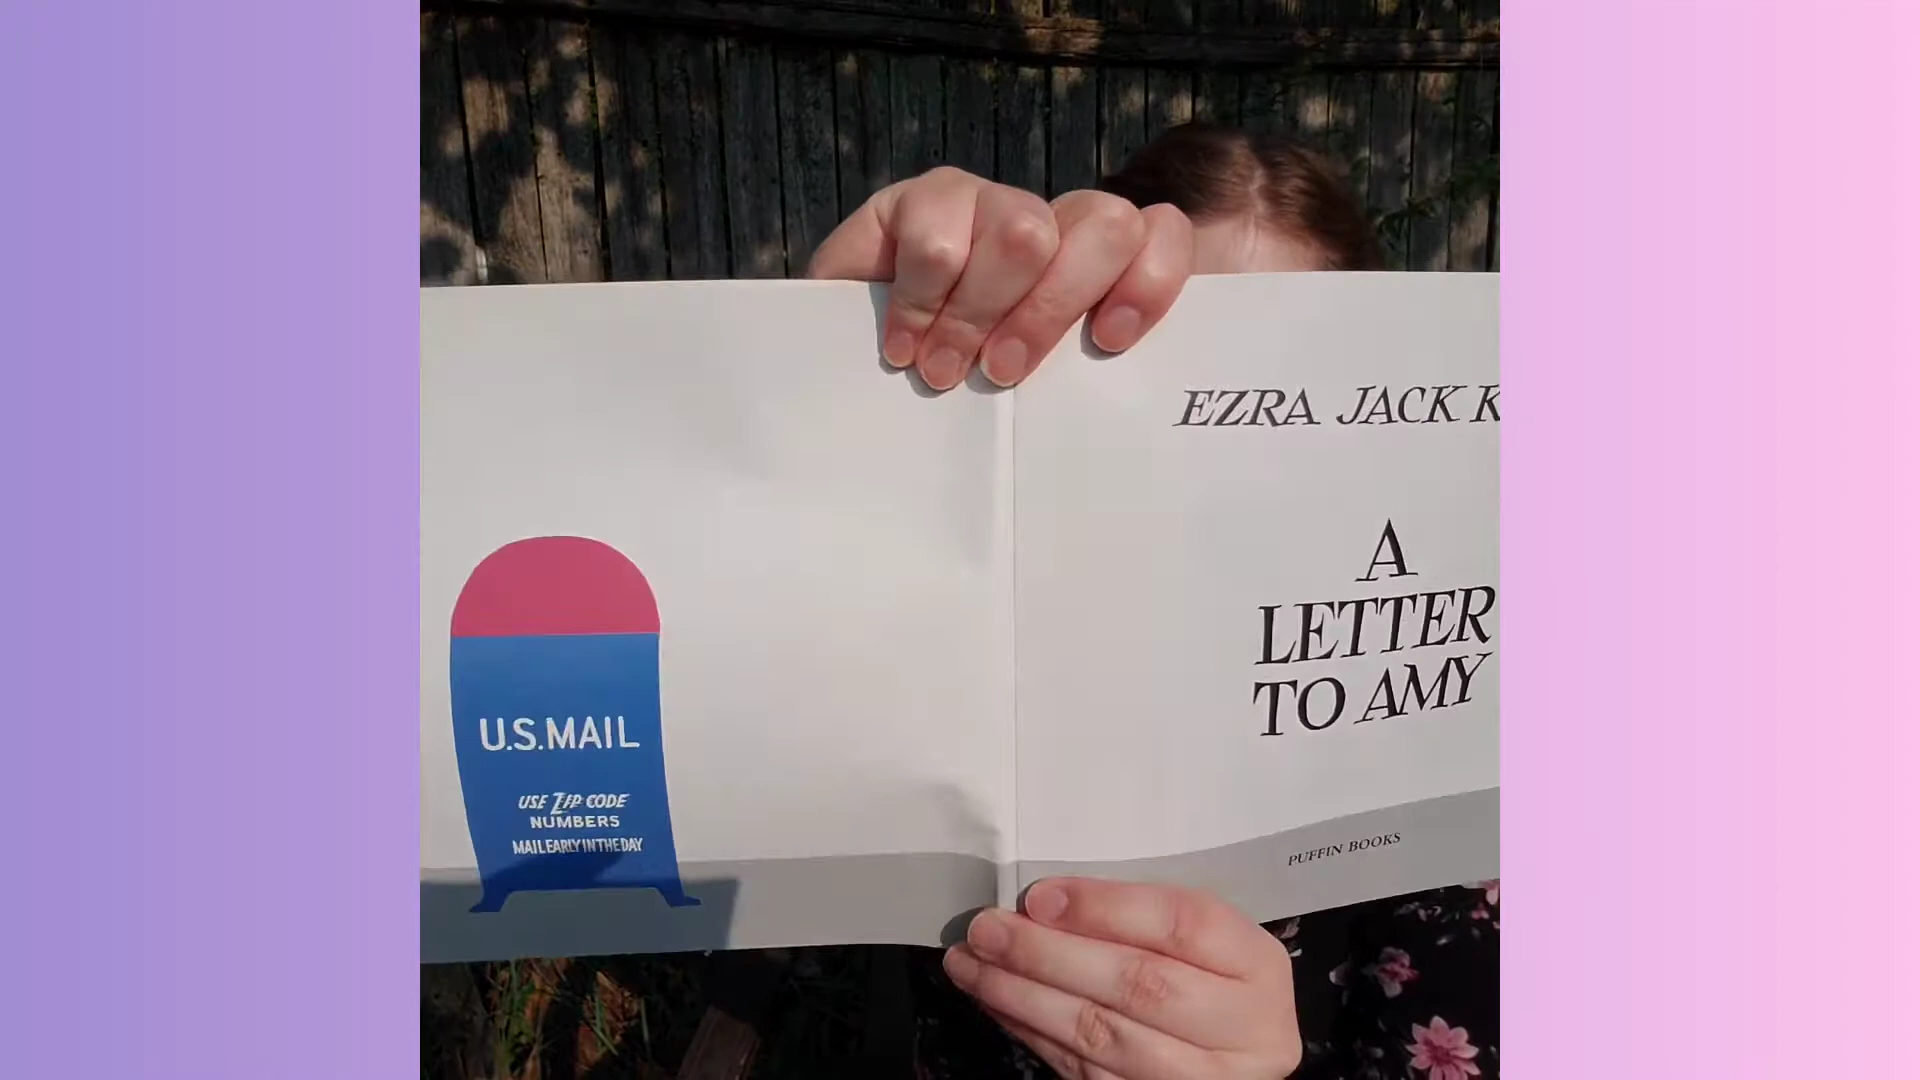 U.S.MAIL
USE ZIP CODE
NUMBERS
MAIL EARLY IN THE DAY
EZRA JACK K
A
LETTER
TO AMY
PUFFIN BOOKS